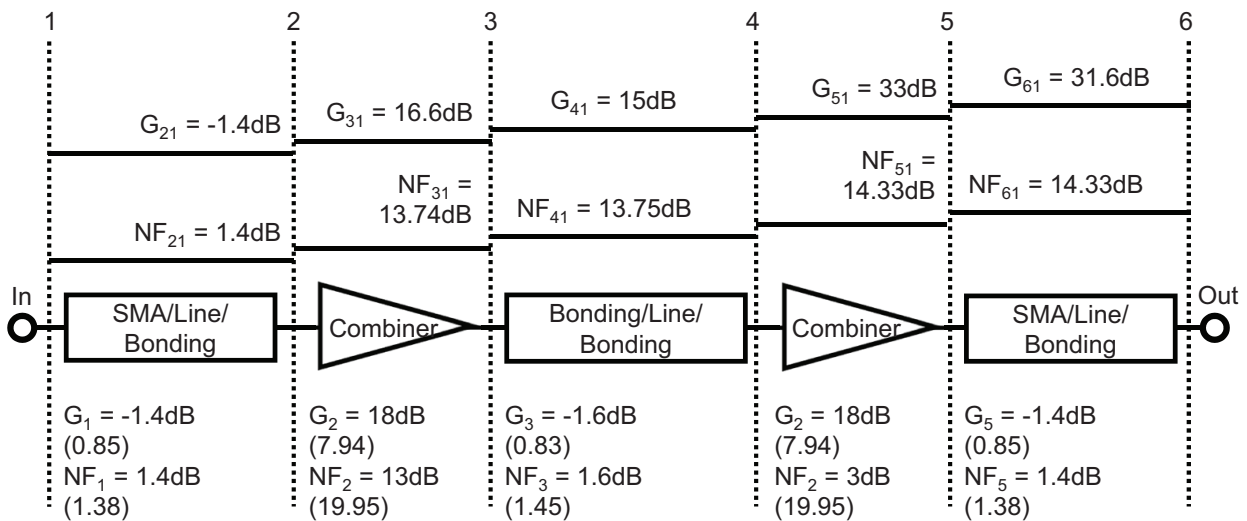 1 2 3 4 5 6
G21 = -1.4dB
G31 = 16.6dB
G41 = 15dB
G51 = 33dB
G61 = 31.6dB
NF21 = 1.4dB
NF31 =
13.74dB
NF41 = 13.75dB
NF51 =
14.33dB
NF61 = 14.33dB
In
SMA/Line/
Bonding
Combiner
Bonding/Line/
Bonding
Combiner
SMA/Line/
Bonding
Out
G1 = -1.4dB
(0.85)
NF1 = 1.4dB
(1.38)
G2 = 18dB
(7.94)
NF2 = 13dB
(19.95)
G3 = -1.6dB
(0.83)
NF3 = 1.6dB
(1.45)
G2 = 18dB
(7.94)
NF2 = 3dB
(19.95)
G5 = -1.4dB
(0.85)
NF5 = 1.4dB
(1.38)